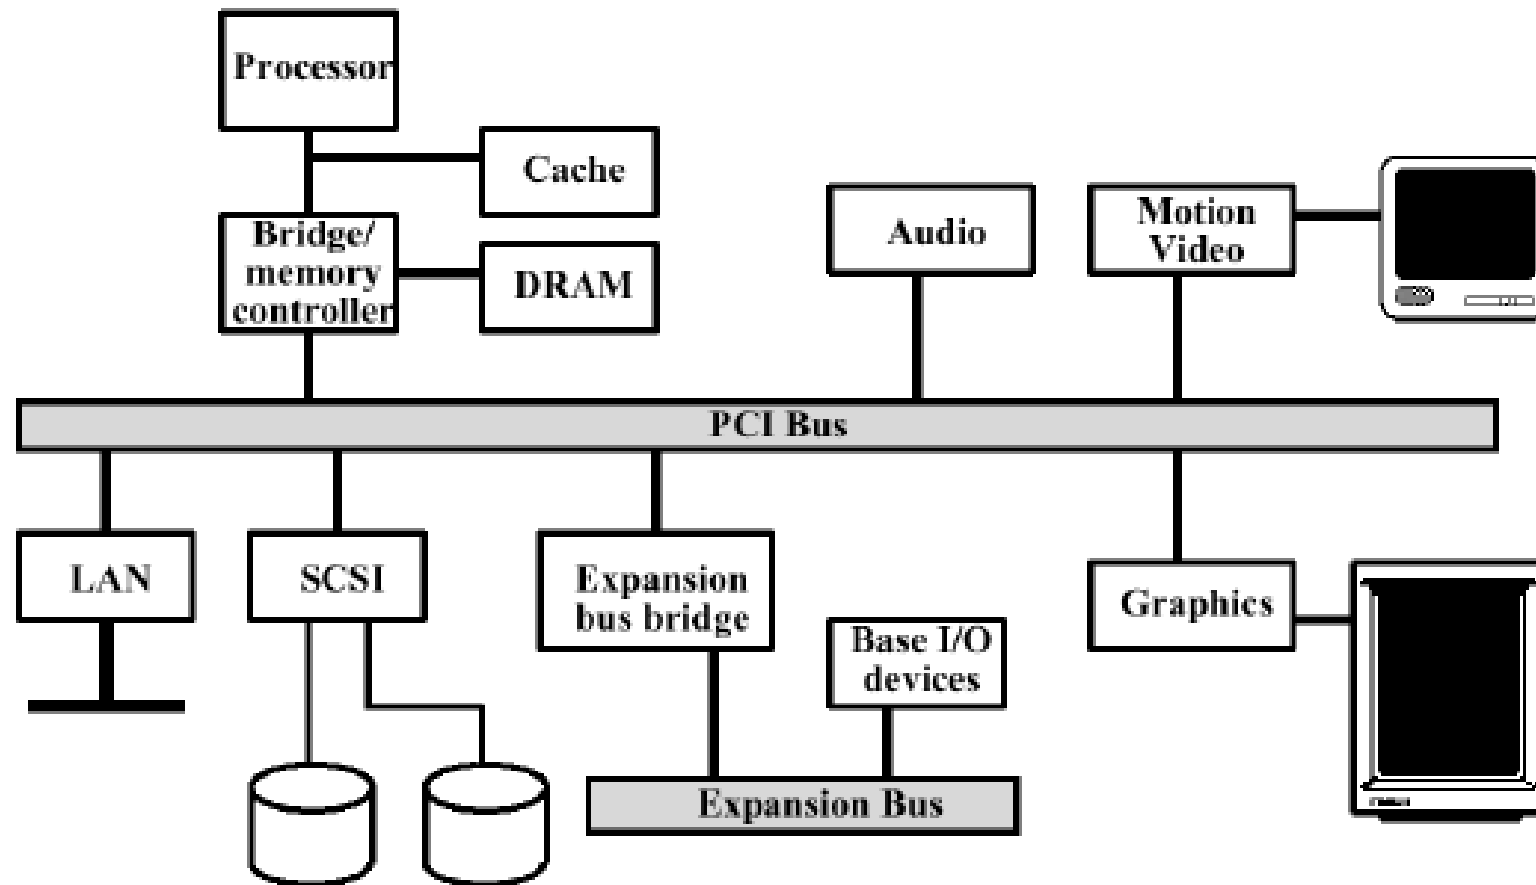 Processor
Cache
Bridge/
memory
controller
DRAM
Audio
Motion
Video
PCI Bus
LAN
SCSI
Expansion
bus bridge
Base I/O
devices
Graphics
Expansion Bus